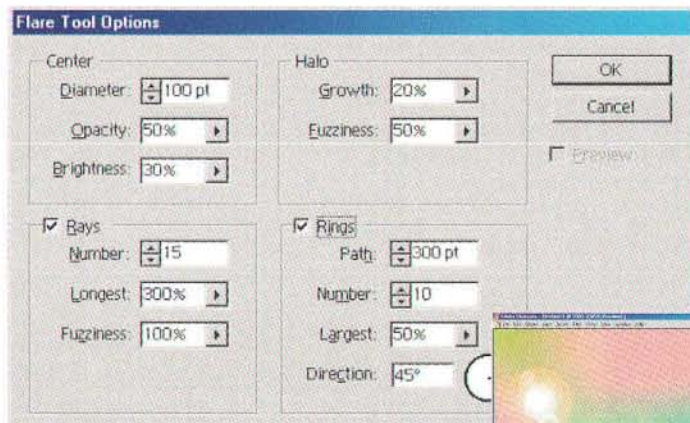 Flare Tool Options
Center
Diameter: 100 pt
Opacity: 50%
Brightness: 30%
Halo
Growth: 20%
Fuzziness: 50%
OK
Cancel
Preview
Rays
Number: 15
Longest: 300%
Fuzziness: 100%
Rings
Path: 300 pt
Number: 10
Largest: 50%
Direction: 45°